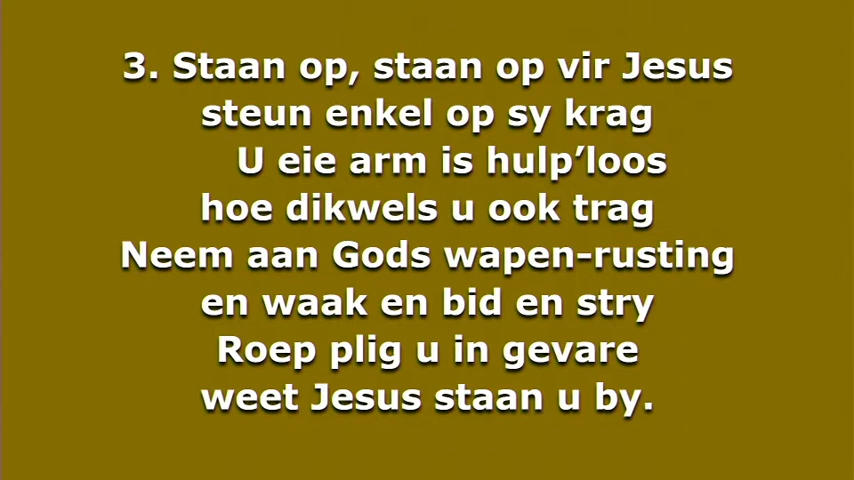 3. Staan op, staan op vir Jesus
steun enkel op sy krag
U eie arm is hulp’loos
hoe dikwels u ook trag
Neem aan Gods wapen-rusting
en waak en bid en stry
Roep plig u in gevare
weet Jesus staan u by.